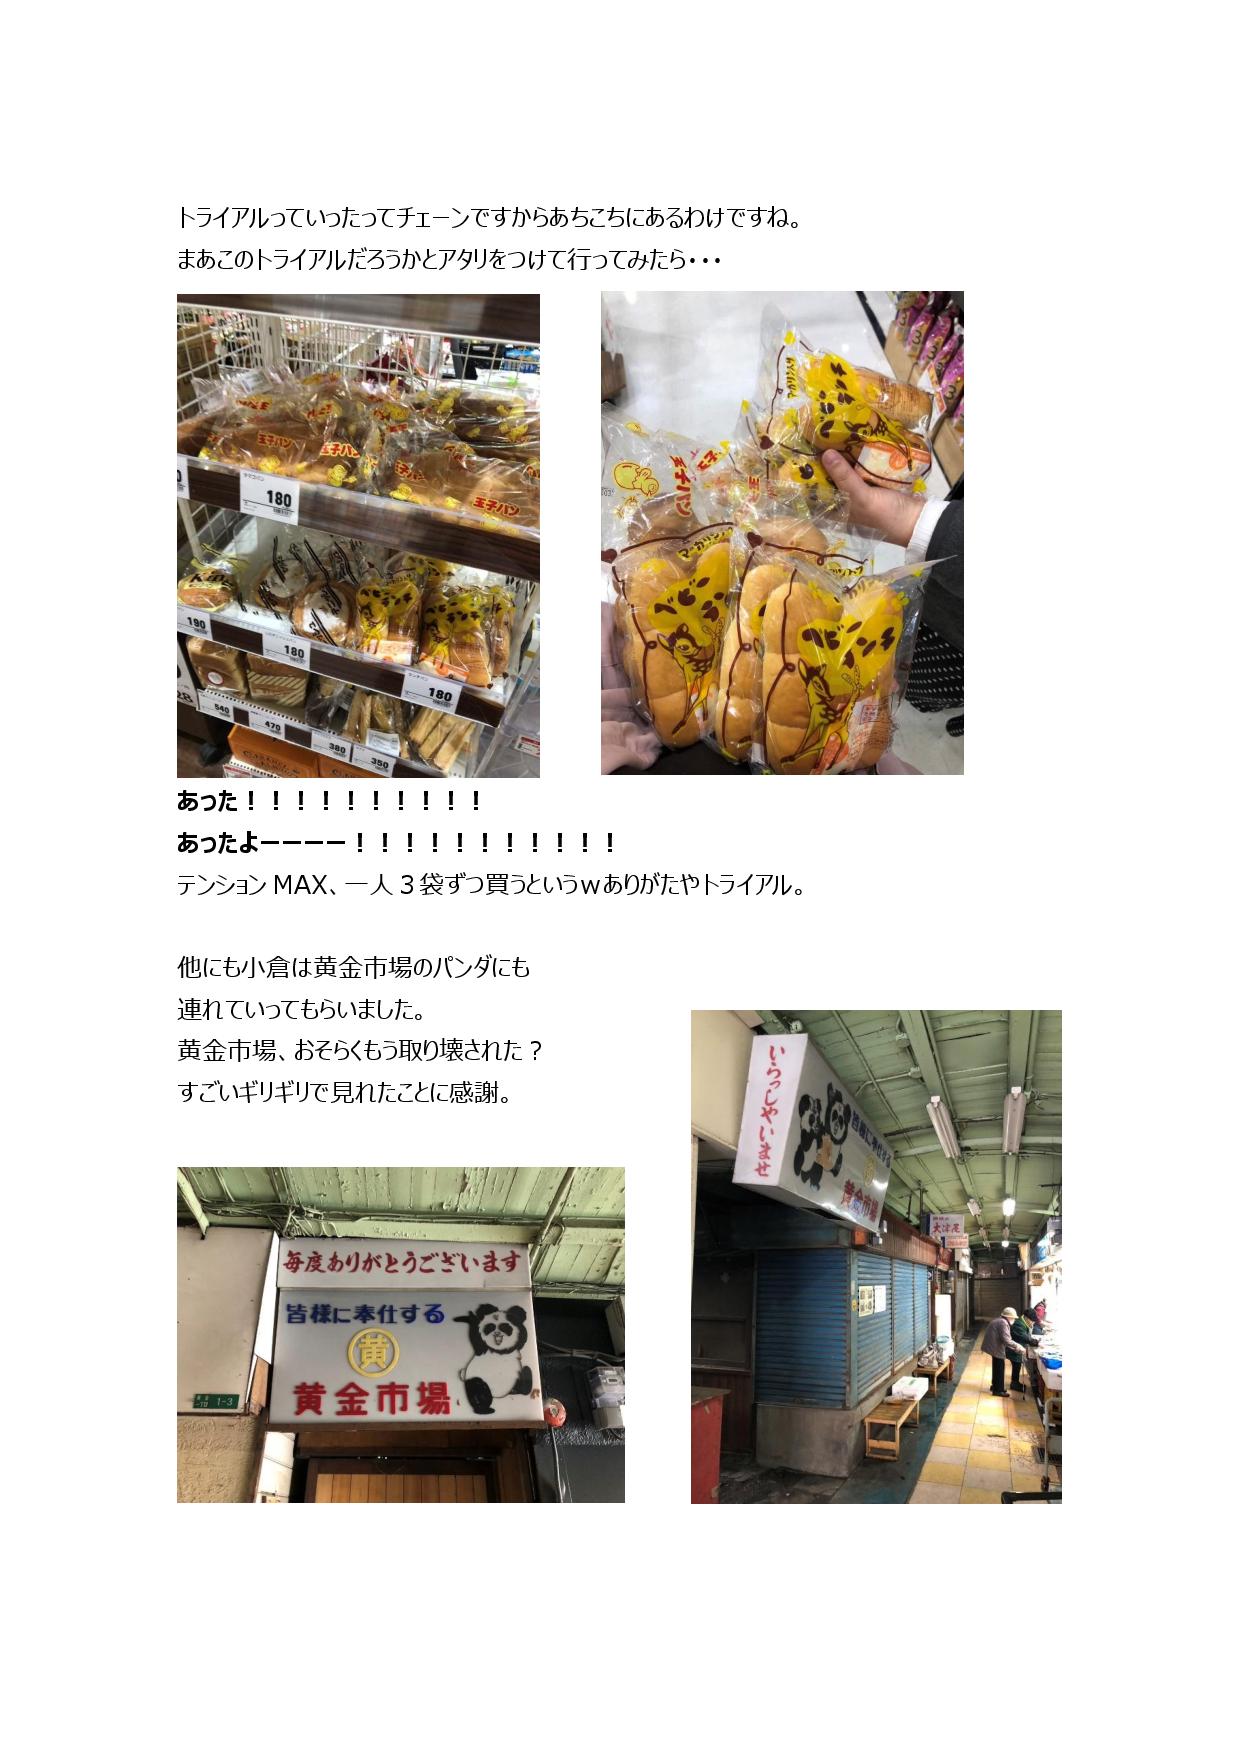 トライアルっていったってチェーンですからあちこちにあるわけですね。
まあこのトライアルだろうかとアタリをつけて行ってみたら・・・
玉子パン
玉子パン
玉子パン
180
190
180
180
540
470
380
350
玉子パン
マーガリン
あった！！！！！！！！！！
あったよーーーー！！！！！！！！！！！
テンション MAX、一人３袋ずつ買うというｗありがたやトライアル。
他にも小倉は黄金市場のパンダにも
連れていってもらいました。
黄金市場、おそらくもう取り壊された？
すごいギリギリで見れたことに感謝。
いらっしやいませ
皆様に奉仕する
黄
黄金市場
大津屋
毎度ありがとうございます
皆様に奉仕する
黄
黄金市場
1-3